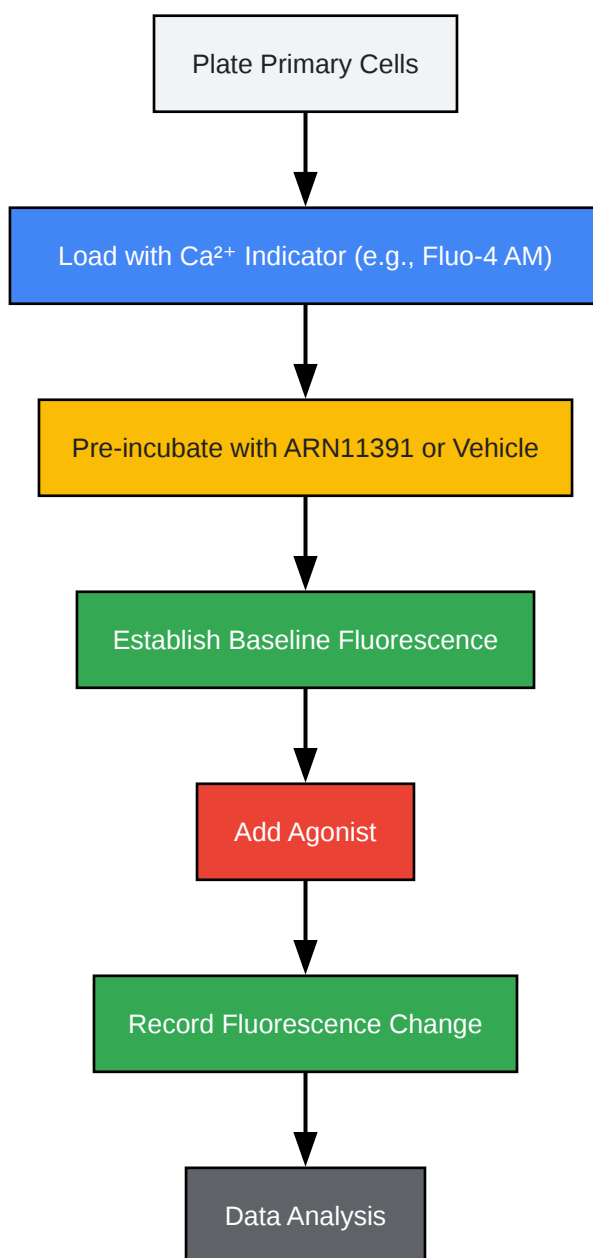 Plate Primary Cells
Load with Ca²⁺ Indicator (e.g., Fluo-4 AM)
Pre-incubate with ARN11391 or Vehicle
Establish Baseline Fluorescence
Add Agonist
Record Fluorescence Change
Data Analysis